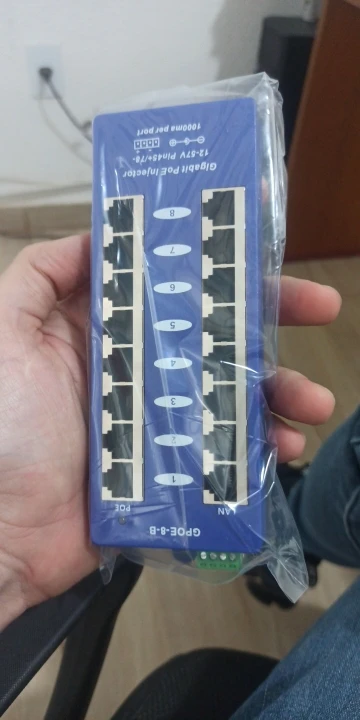 GPOE-8-B
LAN
POE
1
2
3
4
5
6
7
8
Gigabit PoE Injector
12-57V Pin45+/78-
1000ma per port